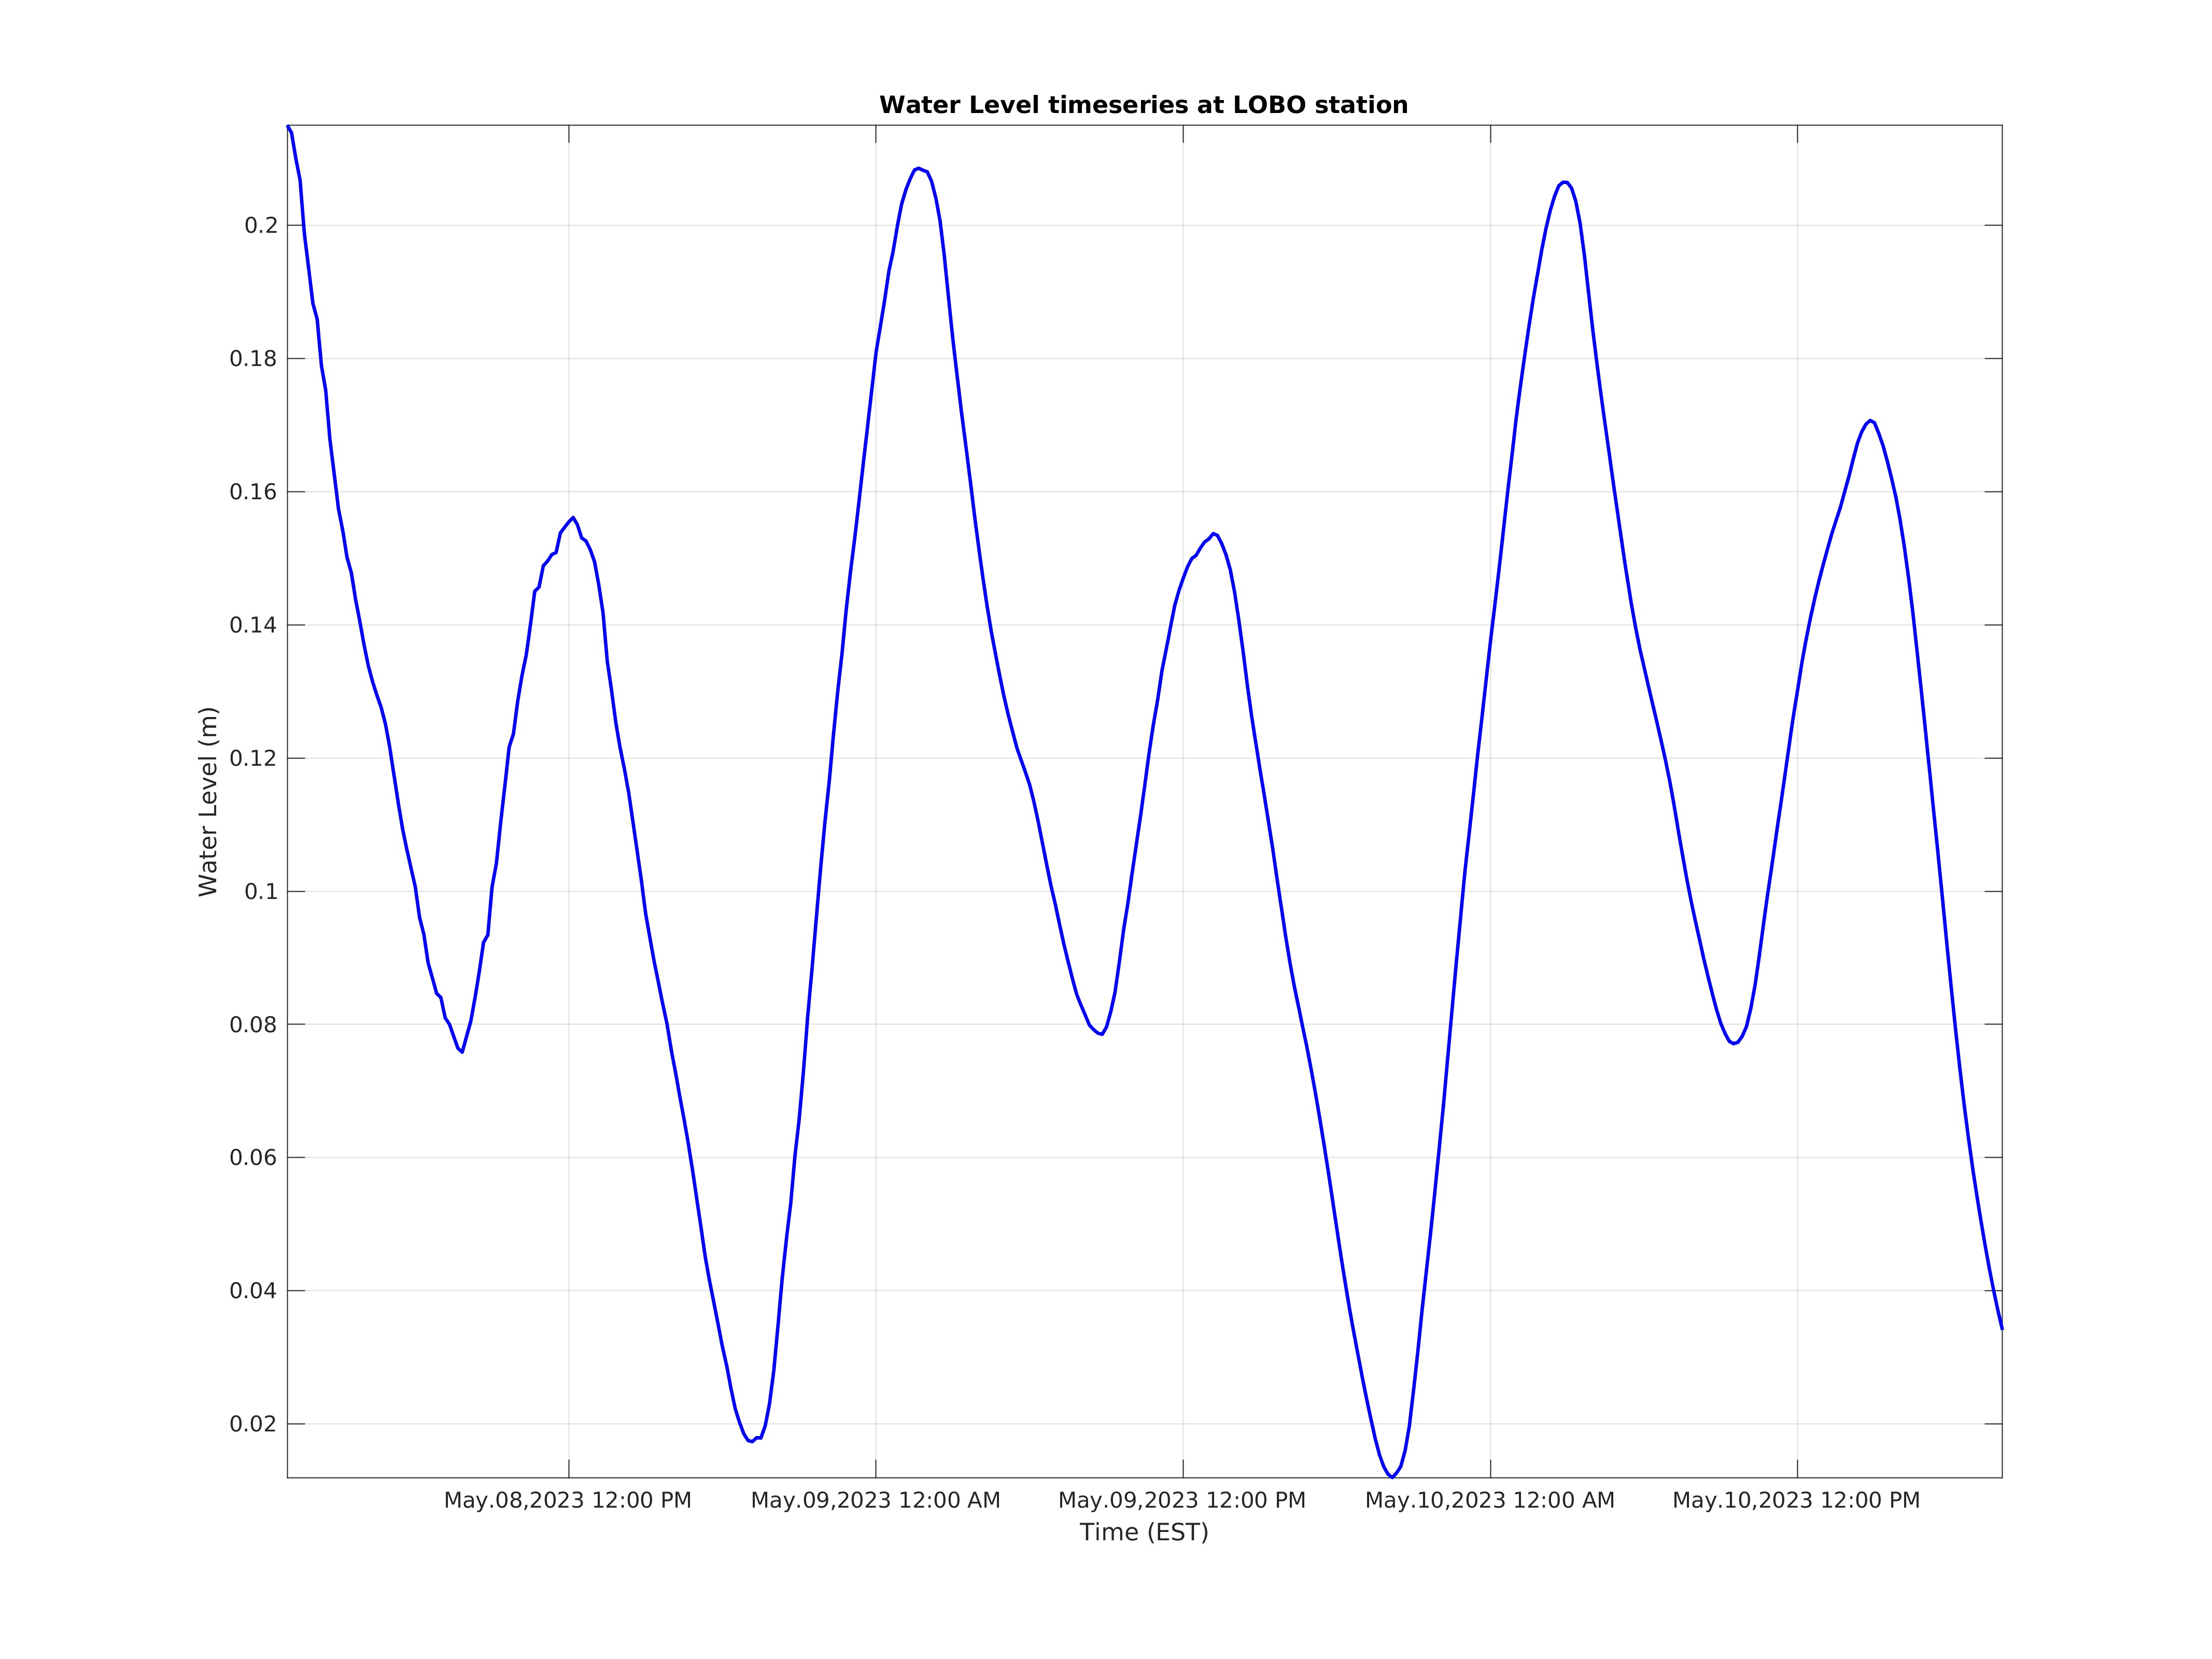 Water Level timeseries at LOBO station
0.2
0.18
0.16
0.14
0.12
0.1
0.08
0.06
0.04
0.02
Water Level (m)
May.08,2023 12:00 PM
May.09,2023 12:00 AM
May.09,2023 12:00 PM
May.10,2023 12:00 AM
May.10,2023 12:00 PM
Time (EST)